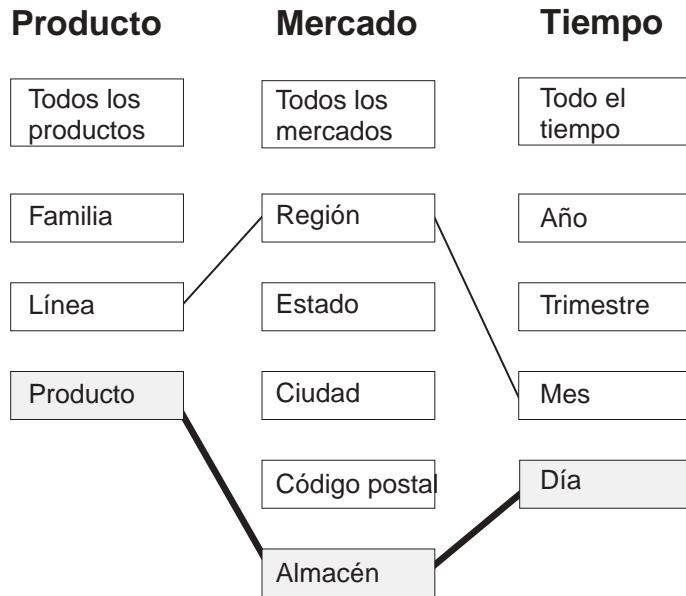 Producto Mercado Tiempo
Todos los
productos
Todos los
mercados
Todo el
tiempo
Familia Región Año
Línea Estado Trimestre
Producto Ciudad Mes
Código postal Día
Almacén